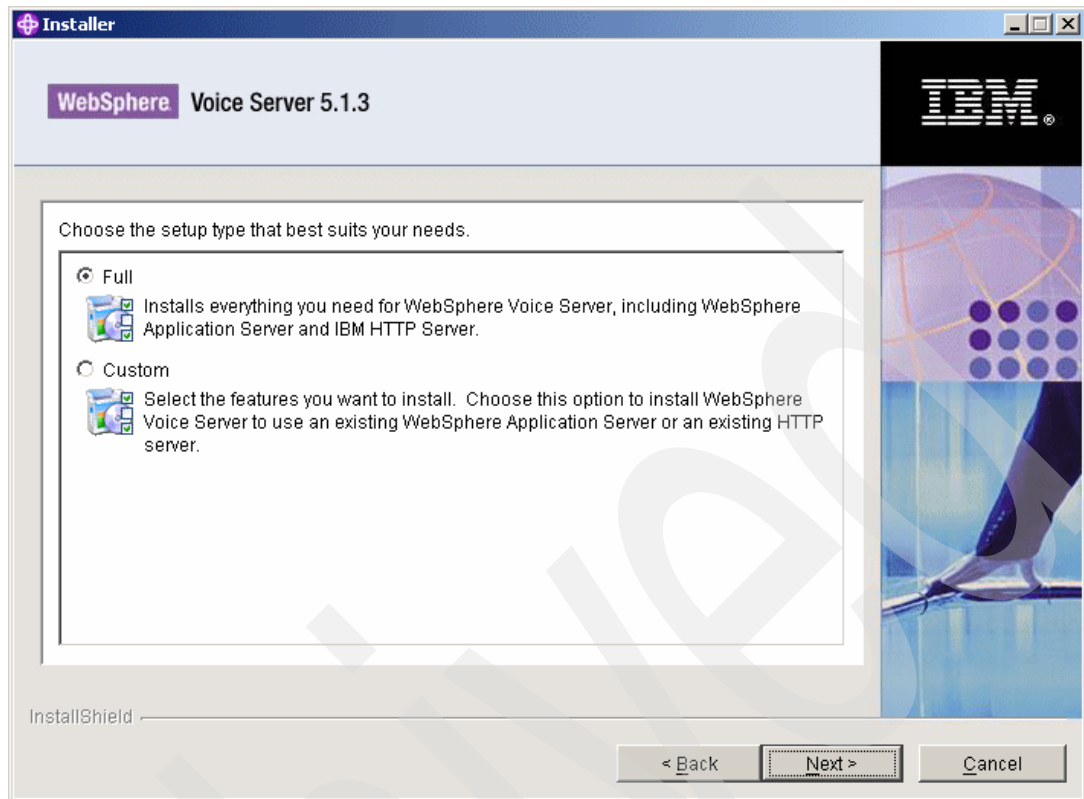 Installer
WebSphere. Voice Server 5.1.3
IBM®
Choose the setup type that best suits your needs.
Full
Installs everything you need for WebSphere Voice Server, including WebSphere
Application Server and IBM HTTP Server.
Custom
Select the features you want to install. Choose this option to install WebSphere
Voice Server to use an existing WebSphere Application Server or an existing HTTP
server.
InstallShield
< Back
Next >
Cancel